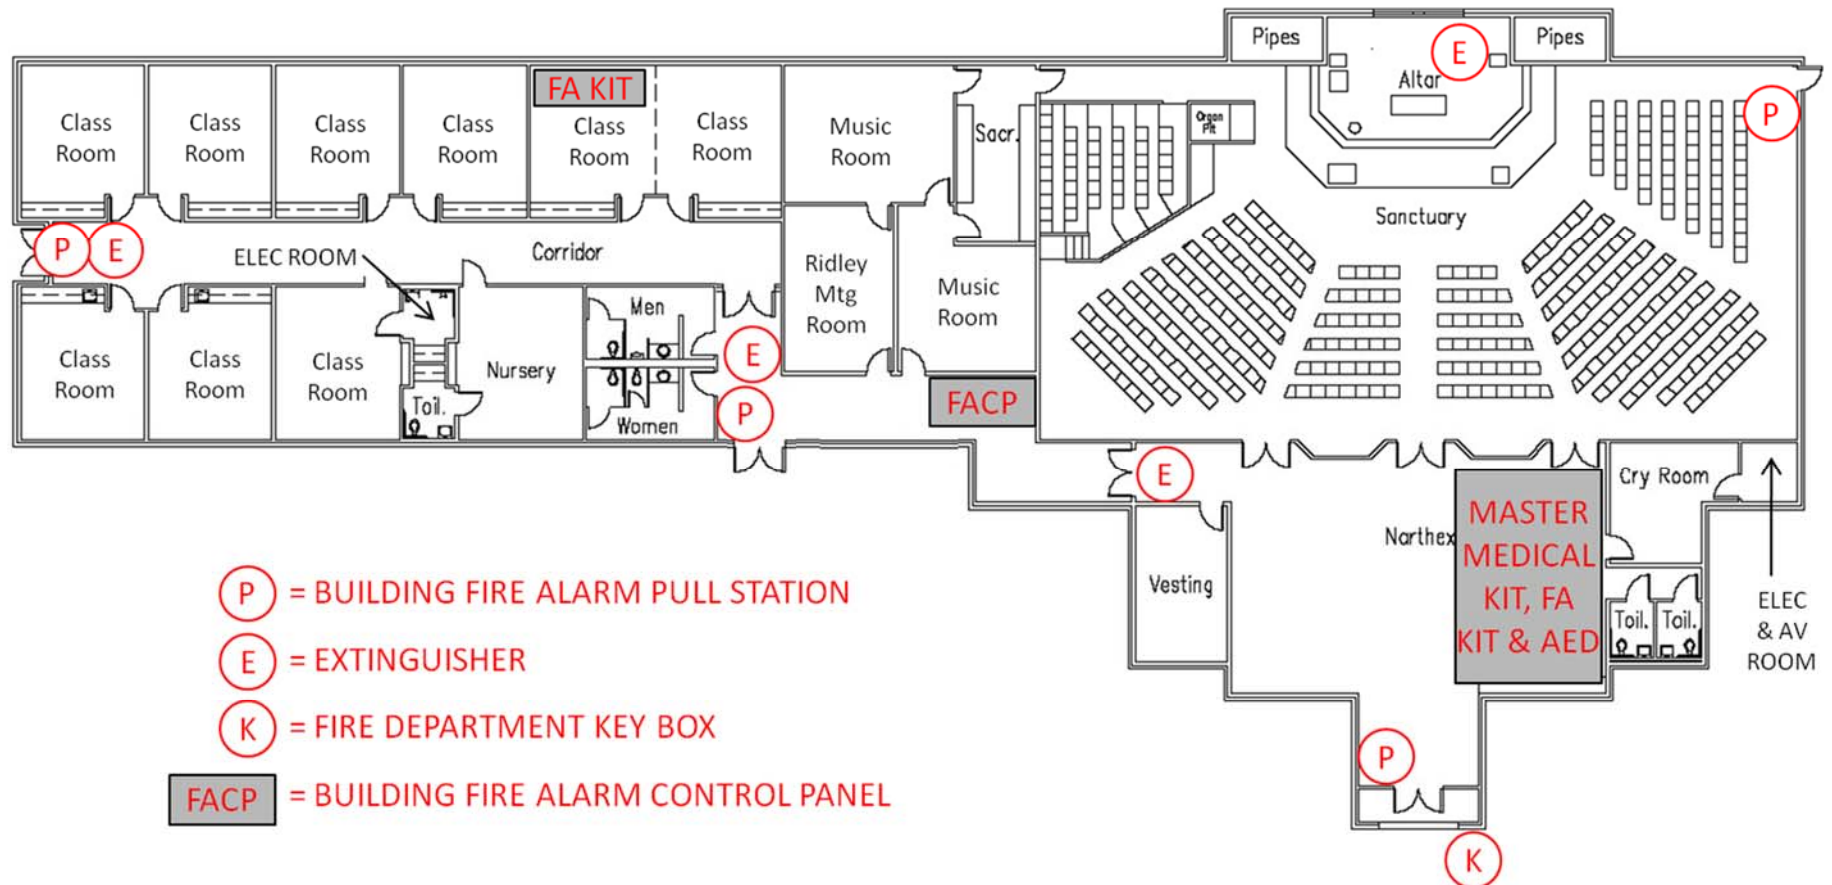 Pipes
E
Pipes
Altar
FA KIT
P
Class
Room
Class
Room
Class
Room
Class
Room
Class
Room
Class
Room
Music
Room
Sacr.
Organ
Pit
Sanctuary
P
E
ELEC ROOM
Corridor
Ridley
Mtg
Room
Music
Room
Men
Class
Room
Class
Room
Class
Room
Nursery
E
Toil.
Women
P
FACP
E
Cry Room
Narthex
MASTER
MEDICAL
KIT, FA
KIT & AED
Vesting
Toil.
Toil.
ELEC
& AV
ROOM
P = BUILDING FIRE ALARM PULL STATION
E = EXTINGUISHER
K = FIRE DEPARTMENT KEY BOX
FACP = BUILDING FIRE ALARM CONTROL PANEL
P
K